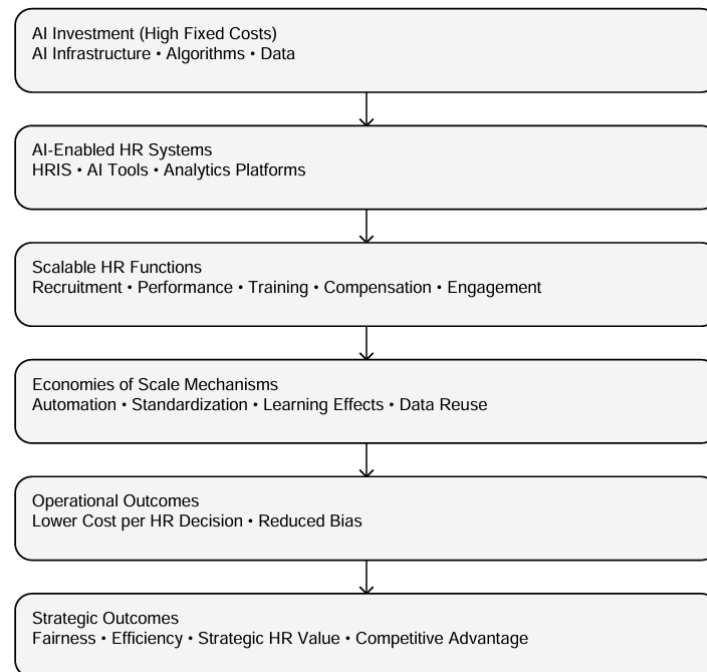 AI Investment (High Fixed Costs)
AI Infrastructure • Algorithms • Data
AI-Enabled HR Systems
HRIS • AI Tools • Analytics Platforms
Scalable HR Functions
Recruitment • Performance • Training • Compensation • Engagement
Economies of Scale Mechanisms
Automation • Standardization • Learning Effects • Data Reuse
Operational Outcomes
Lower Cost per HR Decision • Reduced Bias
Strategic Outcomes
Fairness • Efficiency • Strategic HR Value • Competitive Advantage